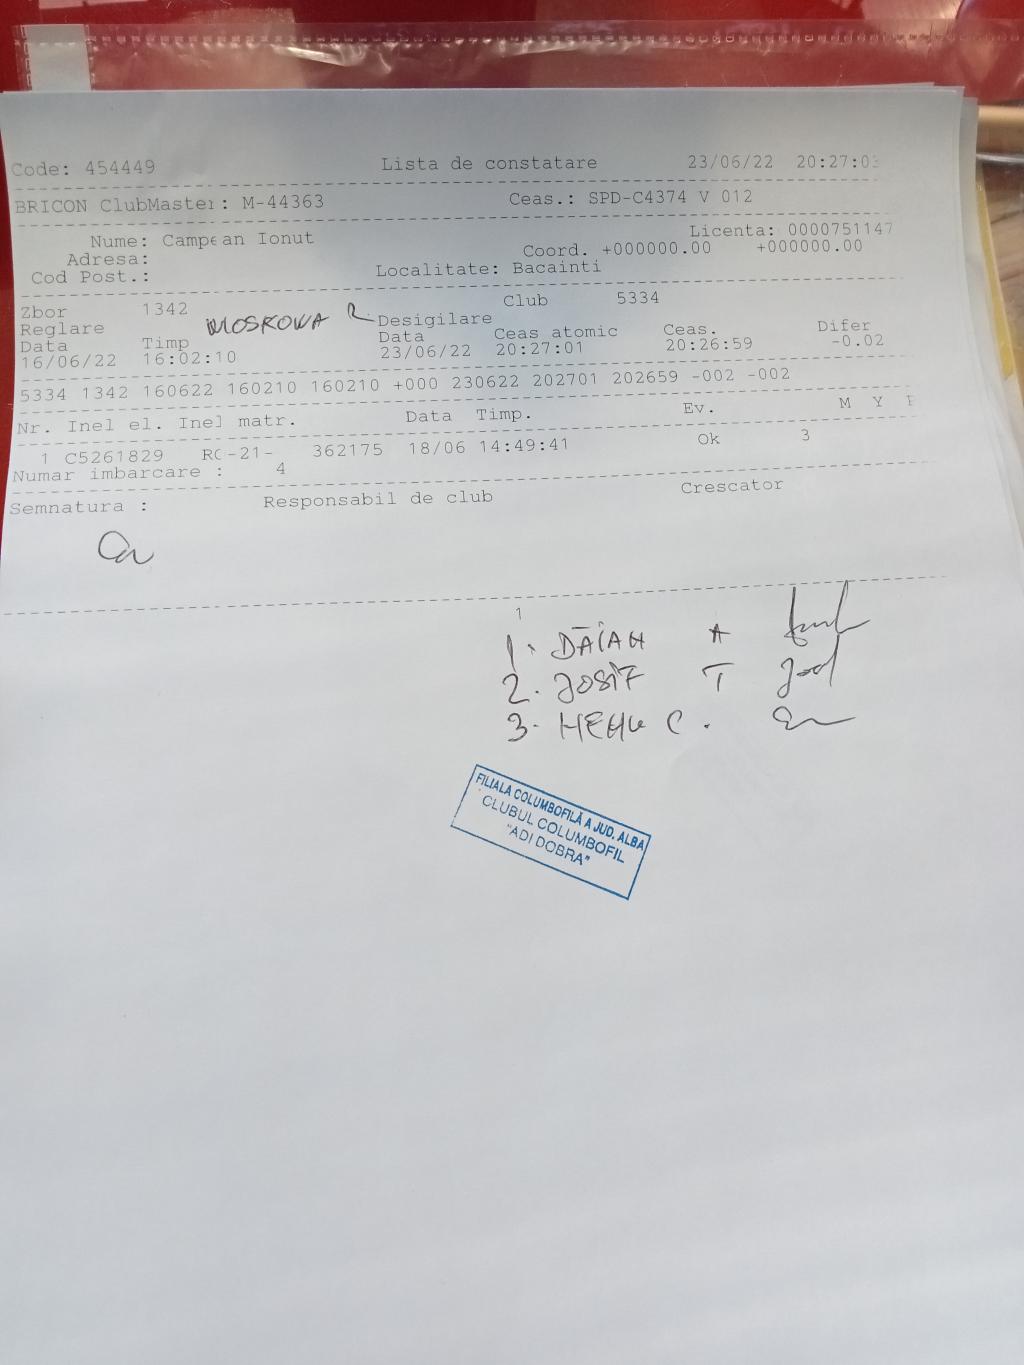 Code: 454449 Lista de constatare 23/06/22 20:27:03
BRICON ClubMaster: M-44363 Ceas.: SPD-C4374 V 012
Nume: Campean Ionut Licenta: 0000751147
Adresa: Coord. +000000.00 +000000.00
Cod Post.: Localitate: Bacainti
Zbor 1342 Club 5334
Reglare MOSKOWA R Desigilare
Data Timp Data Ceas atomic Ceas. Difer
16/06/22 16:02:10 23/06/22 20:27:01 20:26:59 -0.02
5334 1342 160622 160210 160210 +000 230622 202701 202659 -002 -002
Nr. Inel el. Inel matr. Data Timp. Ev. M Y
1 C5261829 RO-21- 362175 18/06 14:49:41 Ok 3
Numar imbarcare : 4
Semnatura : Responsabil de club Crescator
1
1. DĂIAN A
2. JOSIF T
3. C.
FILIALA COLUMBOFILĂ A JUD. ALBA
CLUBUL COLUMBOFIL
"ADI DOBRA"